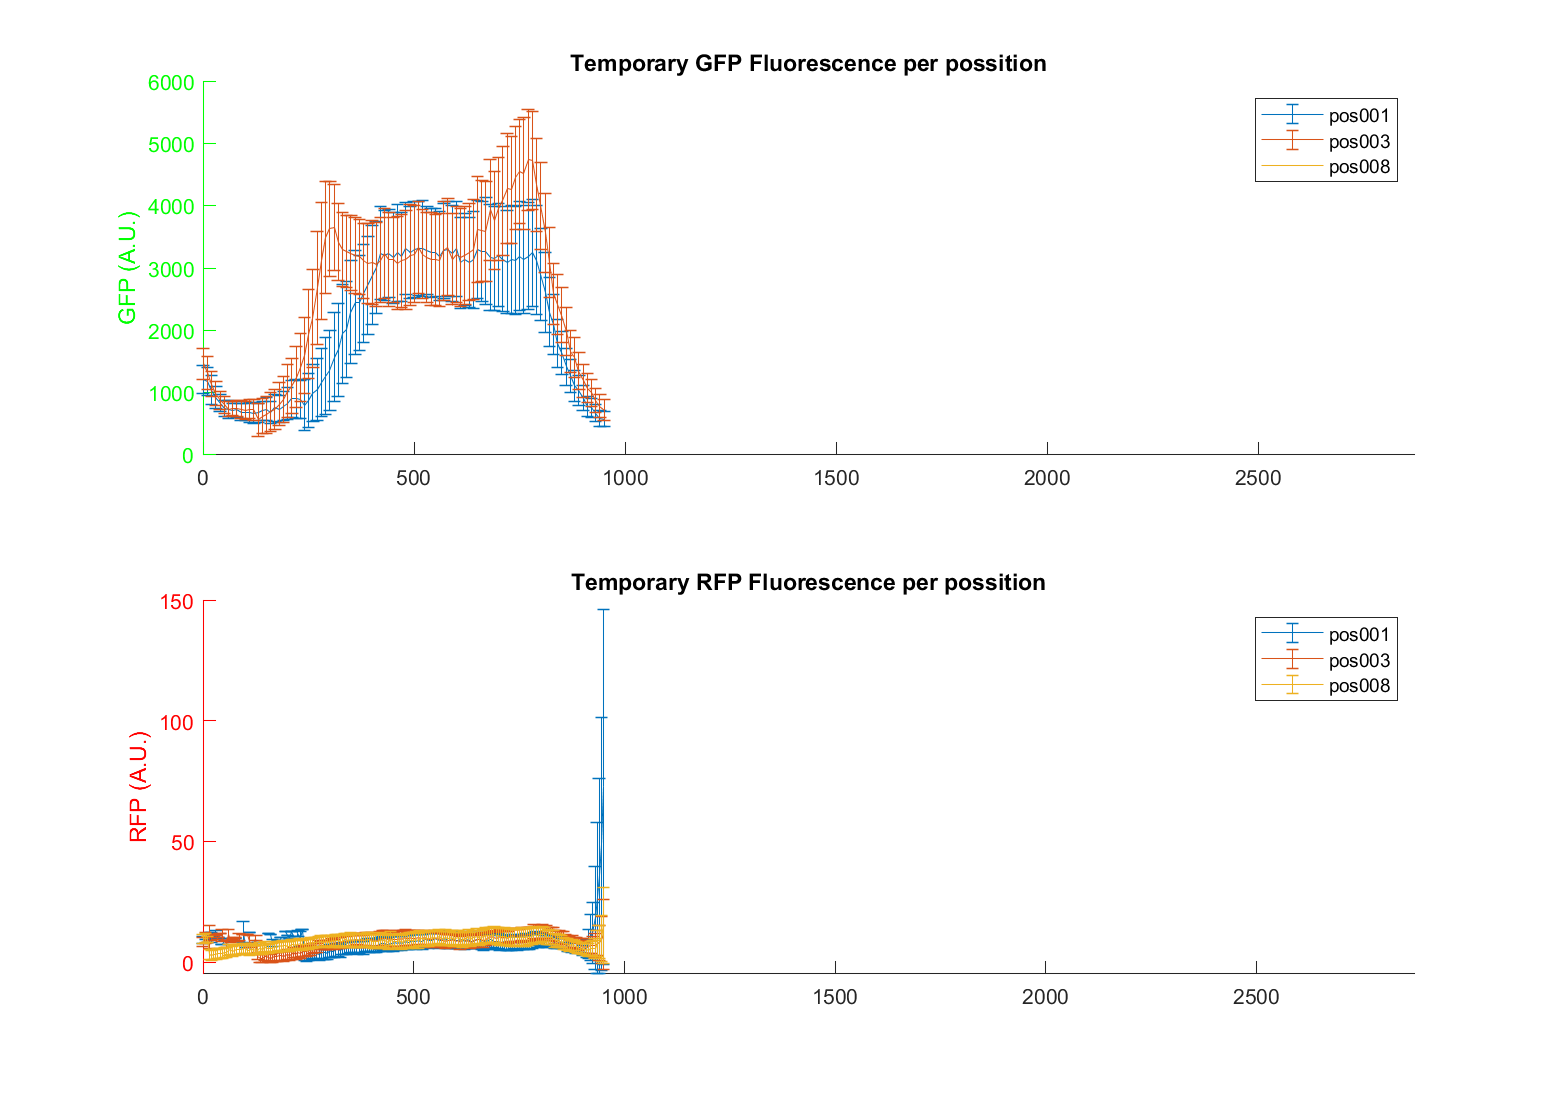 Temporary GFP Fluorescence per possition
6000
5000
4000
3000
2000
1000
0
GFP (A.U.)
0 500 1000 1500 2000 2500
pos001
pos003
pos008
Temporary RFP Fluorescence per possition
150
100
50
0
RFP (A.U.)
0 500 1000 1500 2000 2500
pos001
pos003
pos008